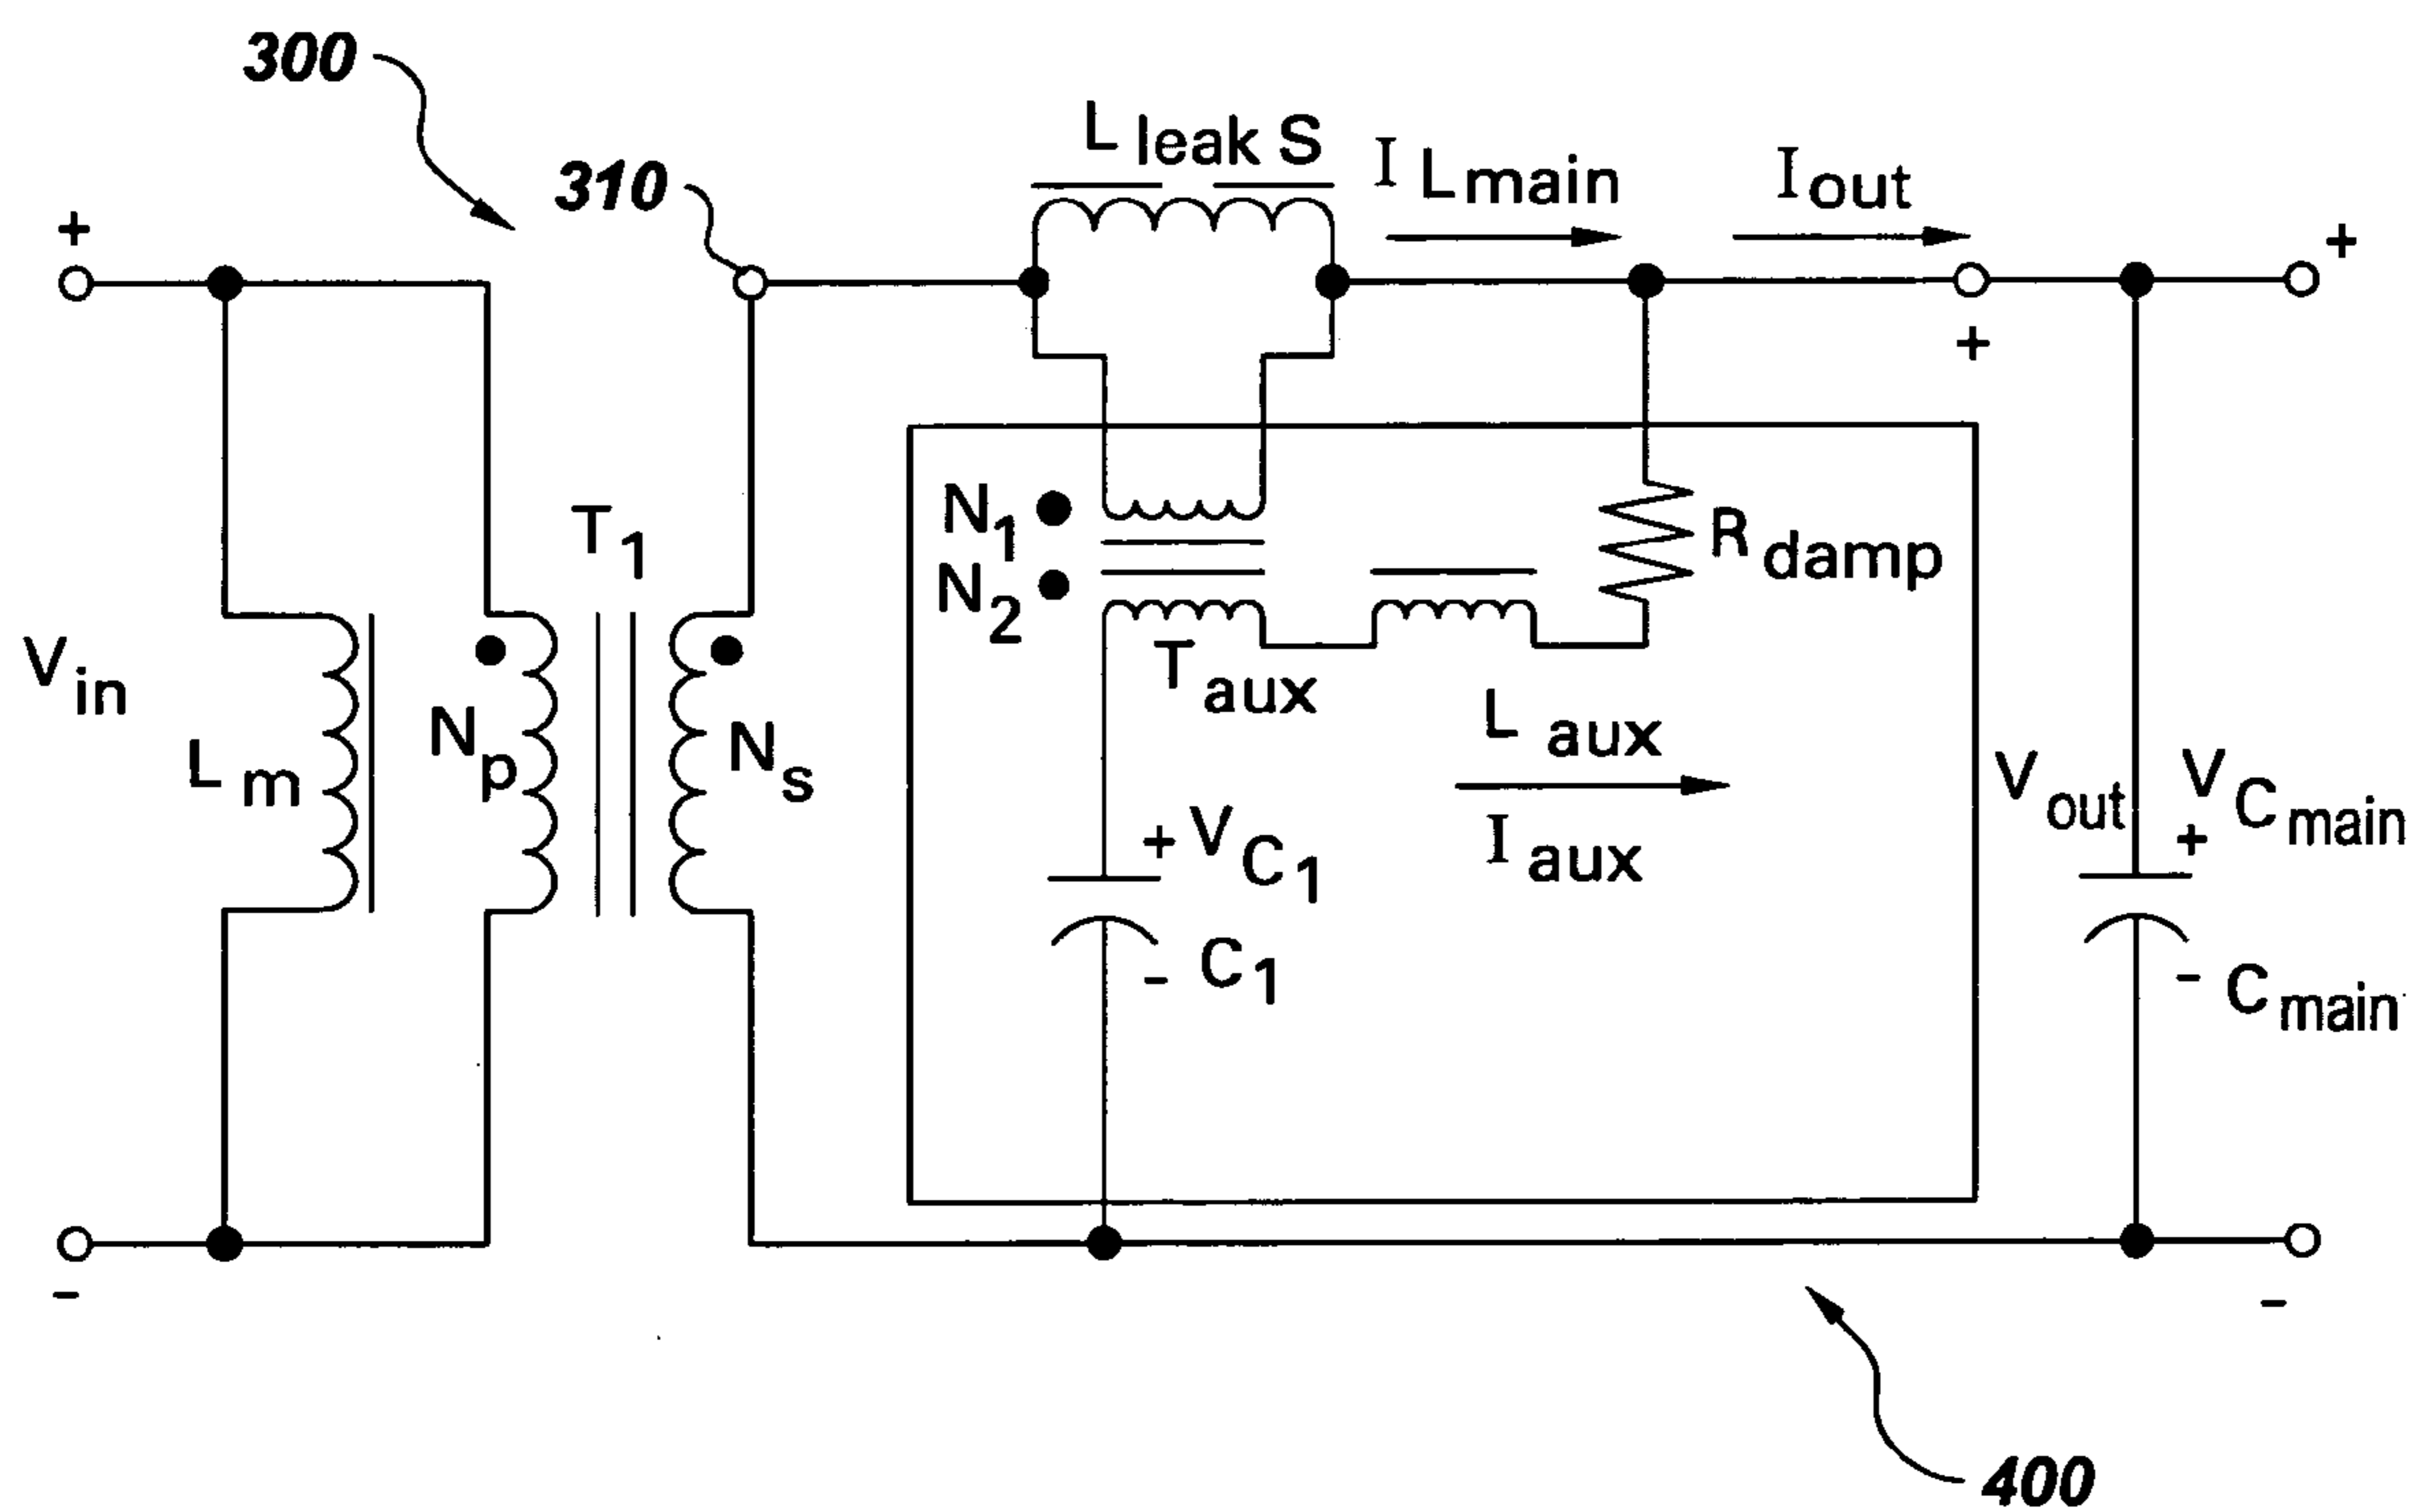 300
310
L leak S
I Lmain
I out
+
+
+
N1
N2
R damp
T1
T aux
L aux
I aux
V in
L m
N p
N s
+ V C1
- C1
V out
V C main
+
- C main
-
-
400